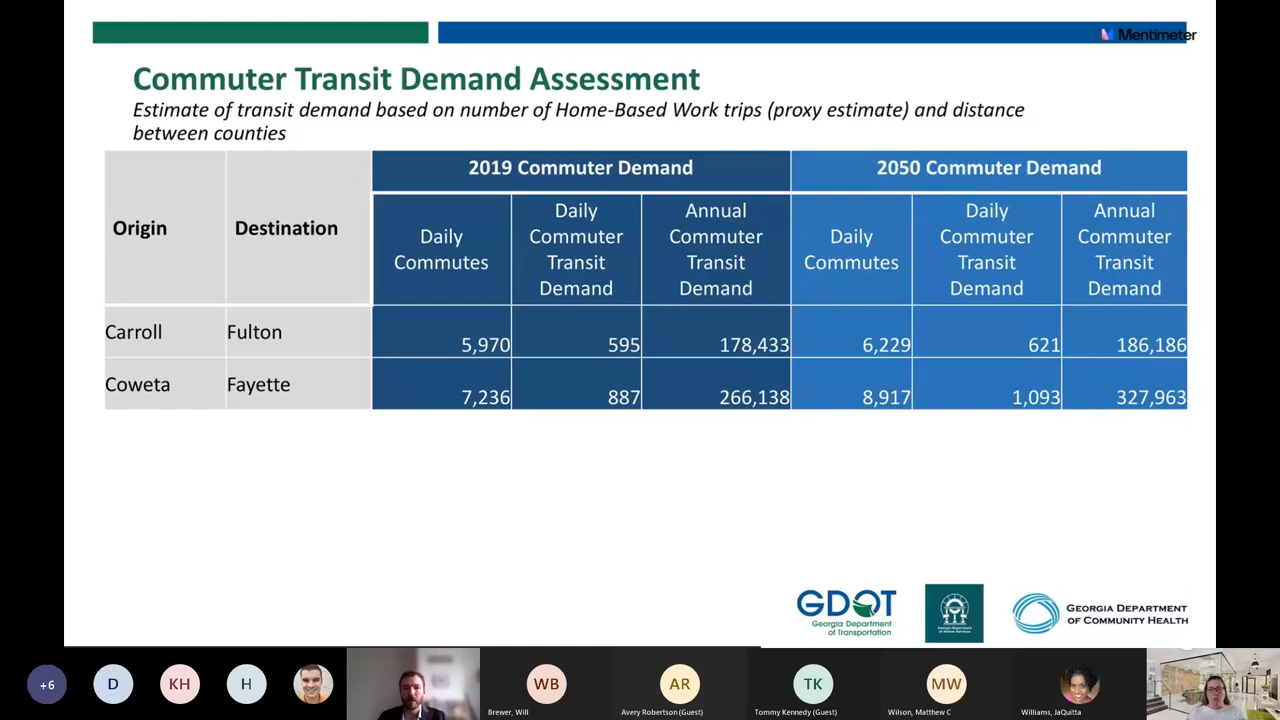 Mentimeter
Commuter Transit Demand Assessment
Estimate of transit demand based on number of Home-Based Work trips (proxy estimate) and distance
between counties
Origin
Destination
2019 Commuter Demand
2050 Commuter Demand
Daily
Commutes
Daily
Commuter
Transit
Demand
Annual
Commuter
Transit
Demand
Daily
Commutes
Daily
Commuter
Transit
Demand
Annual
Commuter
Transit
Demand
Carroll Fulton 5,970 595 178,433 6,229 621 186,186
Coweta Fayette 7,236 887 266,138 8,917 1,093 327,963
GDOT
Georgia Department
of Transportation
Georgia Department
of Human Services
GEORGIA DEPARTMENT
OF COMMUNITY HEALTH
+6
D
KH
H
WB
AR
TK
MW
Brewer, Will
Avery Robertson (Guest)
Tommy Kennedy (Guest)
Wilson, Matthew C
Williams, JaQuitta